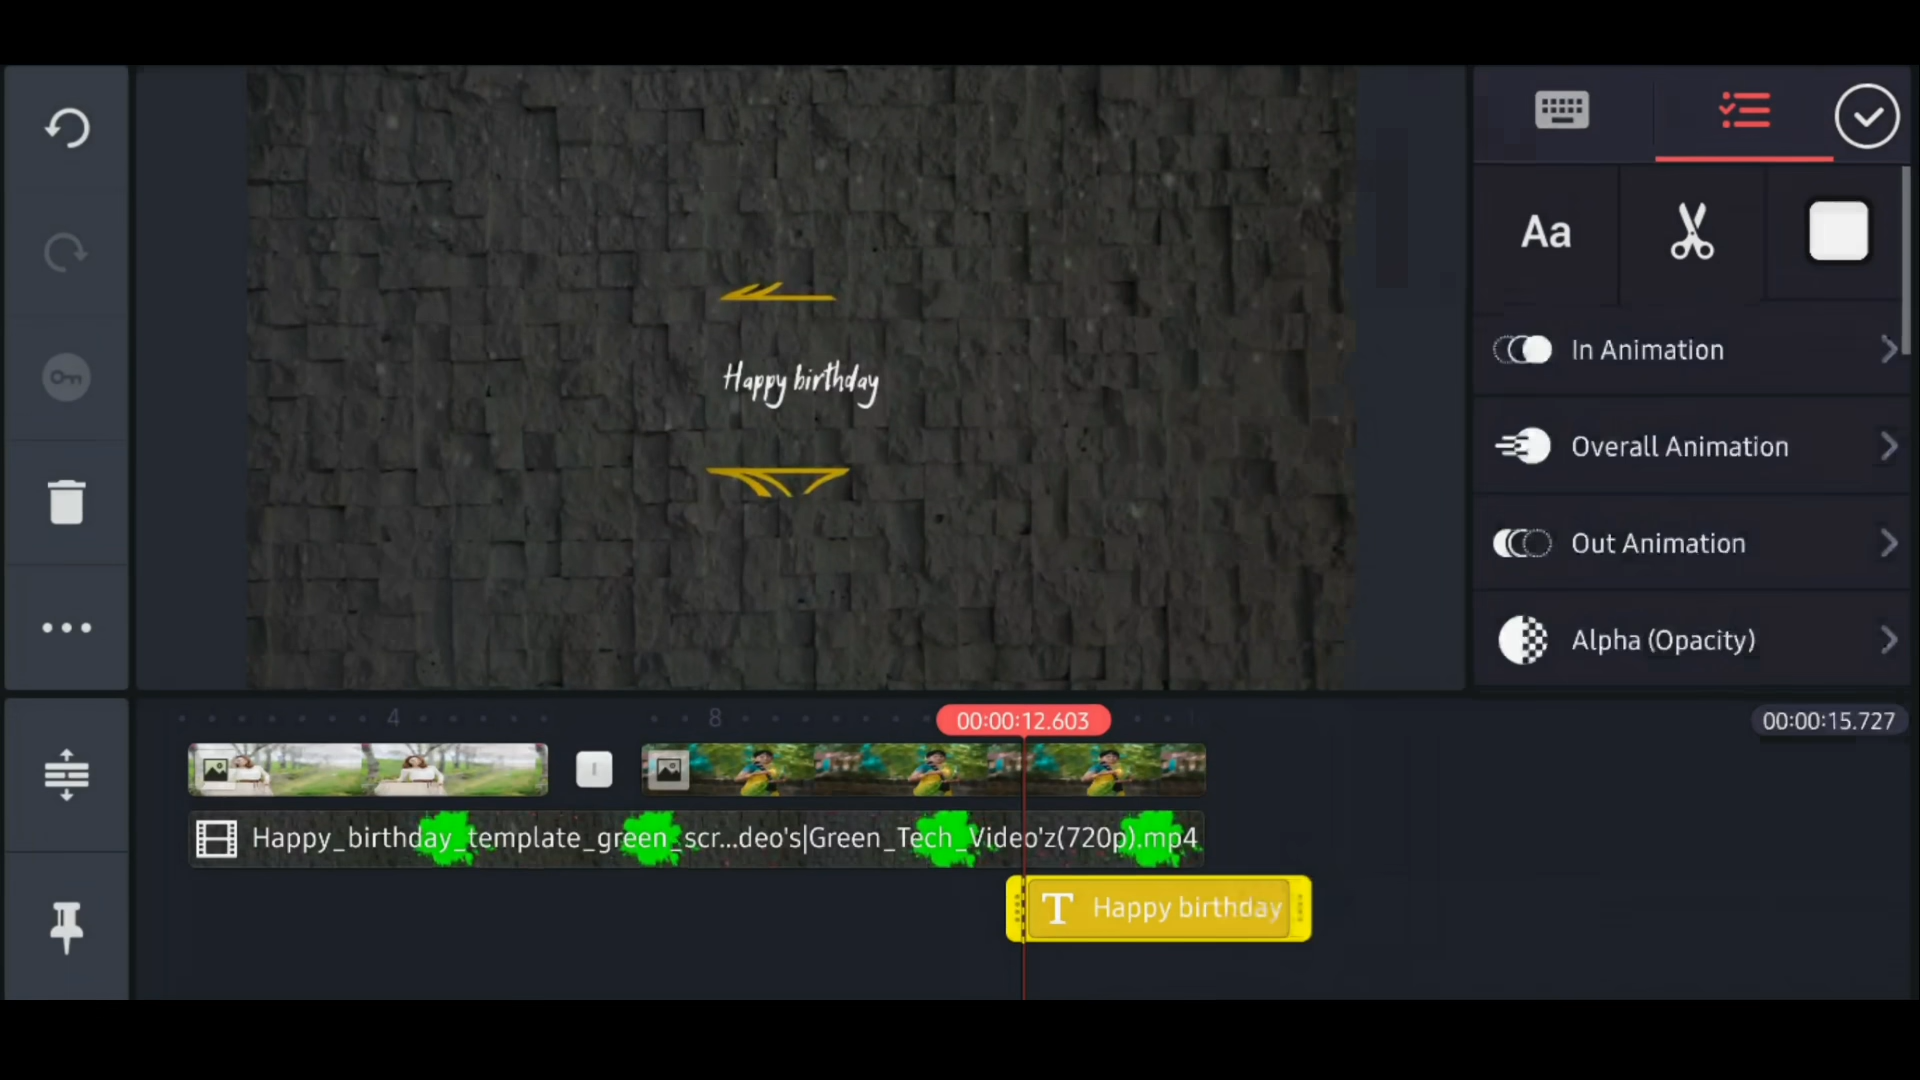 Aa
In Animation
Happy birthday
Overall Animation
Out Animation
Alpha (Opacity)
4
8
00:00:12.603
00:00:15.727
Happy_birthday_template_green_scr...deo's|Green_Tech_Video'z(720p).mp4
T Happy birthday